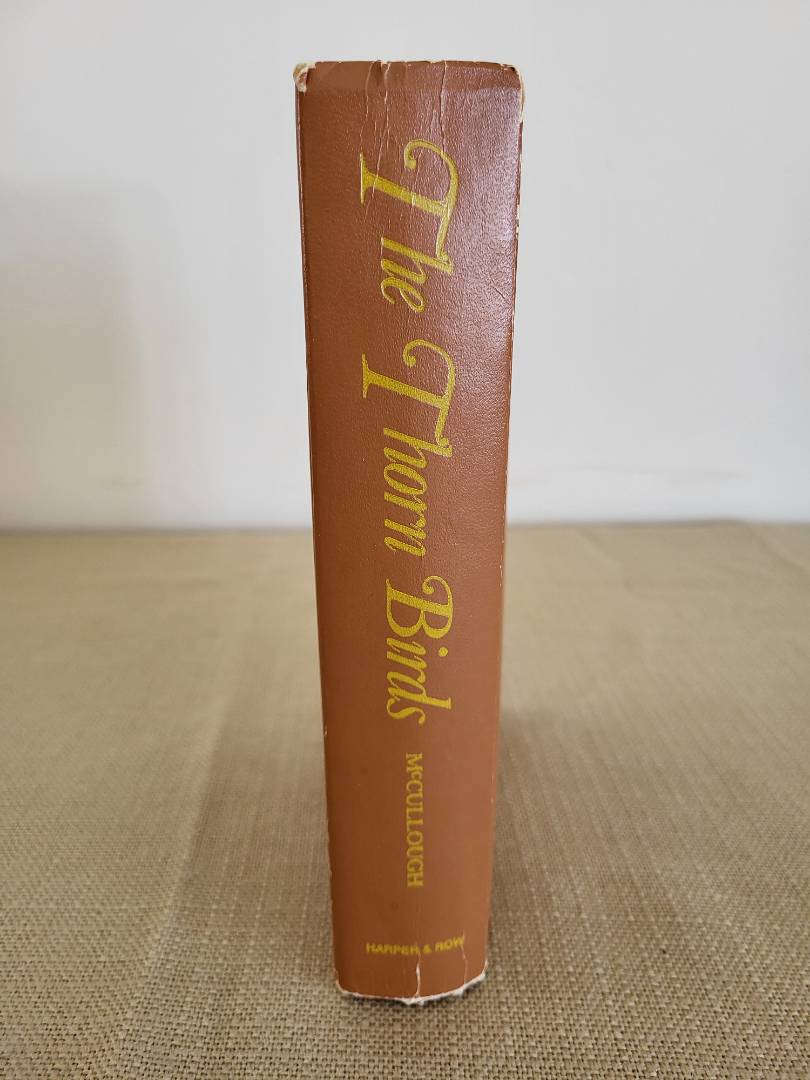 The Thorn Birds
McCULLOUGH
HARPER & ROW